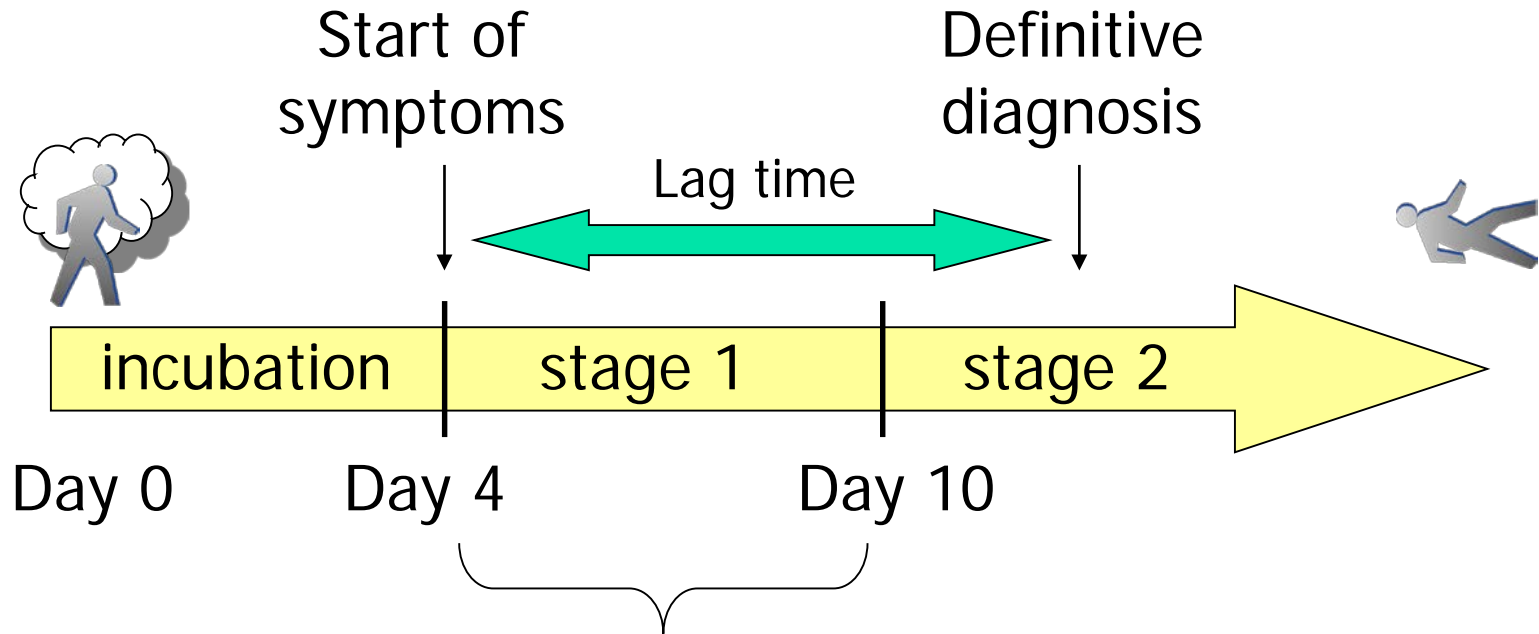 Start of
symptoms
Definitive
diagnosis
Lag time
incubation
stage 1
stage 2
Day 0
Day 4
Day 10